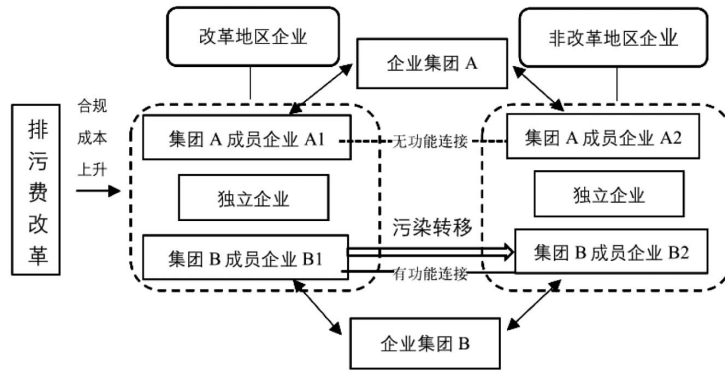 改革地区企业
非改革地区企业
企业集团 A
排污费改革
合规
成本
上升
集团 A 成员企业 A1
无功能连接
集团 A 成员企业 A2
独立企业
独立企业
污染转移
集团 B 成员企业 B1
有功能连接
集团 B 成员企业 B2
企业集团 B